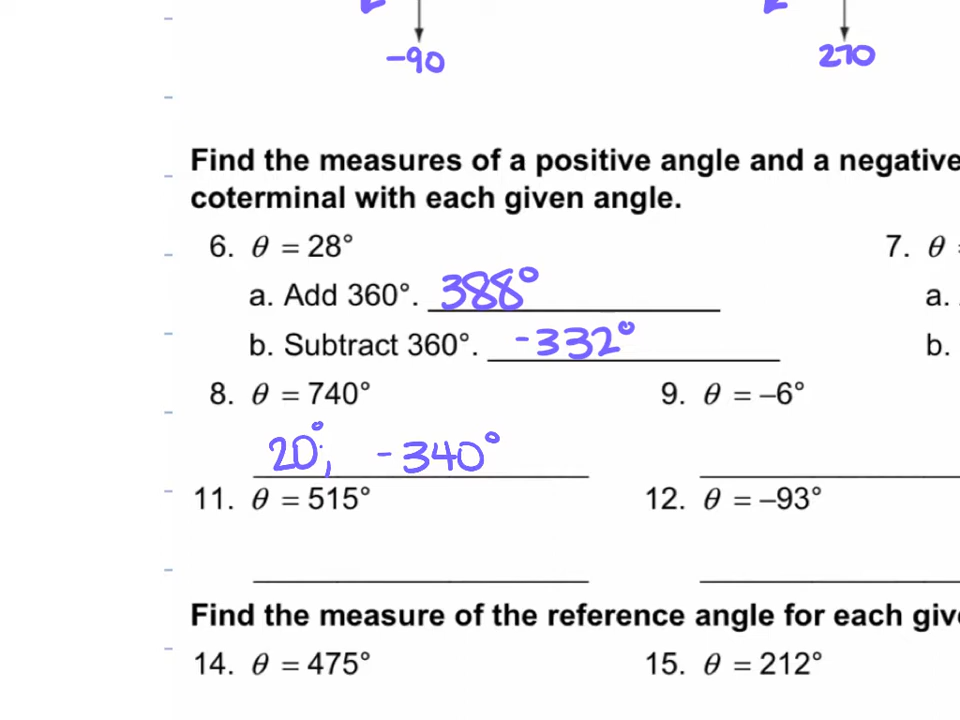 -90 270
Find the measures of a positive angle and a negative
coterminal with each given angle.
6. θ = 28° 7. θ =
a. Add 360°. 388° a.
b. Subtract 360°. -332° b.
8. θ = 740° 9. θ = –6°
20°; -340°
11. θ = 515° 12. θ = –93°
Find the measure of the reference angle for each giv
14. θ = 475° 15. θ = 212°